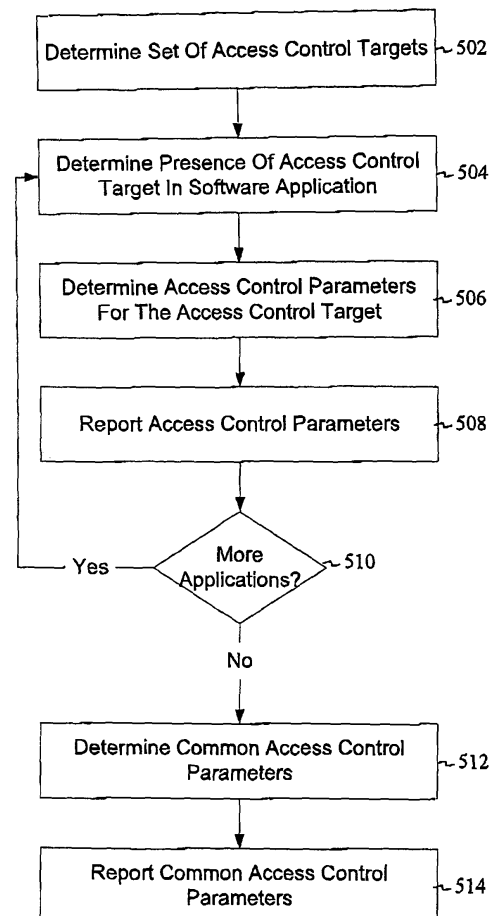 Determine Set Of Access Control Targets
502
Determine Presence Of Access Control
Target In Software Application
504
Determine Access Control Parameters
For The Access Control Target
506
Report Access Control Parameters
508
More
Applications?
510
Yes
No
Determine Common Access Control
Parameters
512
Report Common Access Control
Parameters
514